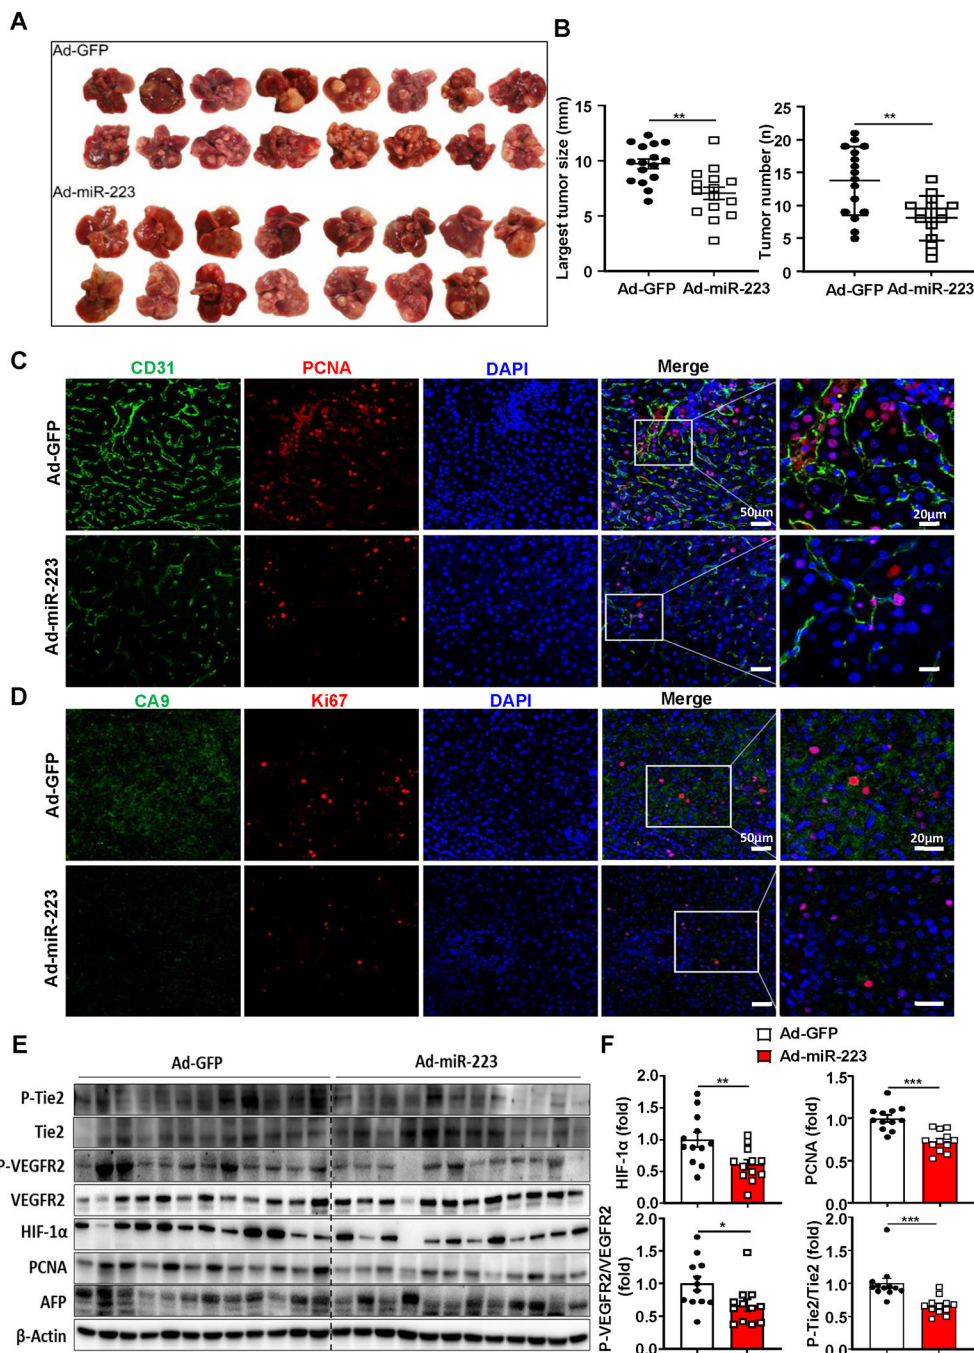 A
Ad-GFP
Ad-miR-223
B
Largest tumor size (mm)
15
10
5
0
**
Ad-GFP Ad-miR-223
Tumor number (n)
25
20
15
10
5
0
**
Ad-GFP Ad-miR-223
C
CD31 PCNA DAPI Merge
Ad-GFP
50μm
20μm
Ad-miR-223
D
CA9 Ki67 DAPI Merge
Ad-GFP
50μm
20μm
Ad-miR-223
E
Ad-GFP Ad-miR-223
P-Tie2
Tie2
P-VEGFR2
VEGFR2
HIF-1α
PCNA
AFP
β-Actin
F
Ad-GFP
Ad-miR-223
HIF-1α (fold)
2.0
1.5
1.0
0.5
0.0
**
PCNA (fold)
1.5
1.0
0.5
0.0
***
P-VEGFR2/VEGFR2
(fold)
2.0
1.5
1.0
0.5
0.0
*
P-Tie2/Tie2 (fold)
2.0
1.5
1.0
0.5
0.0
***